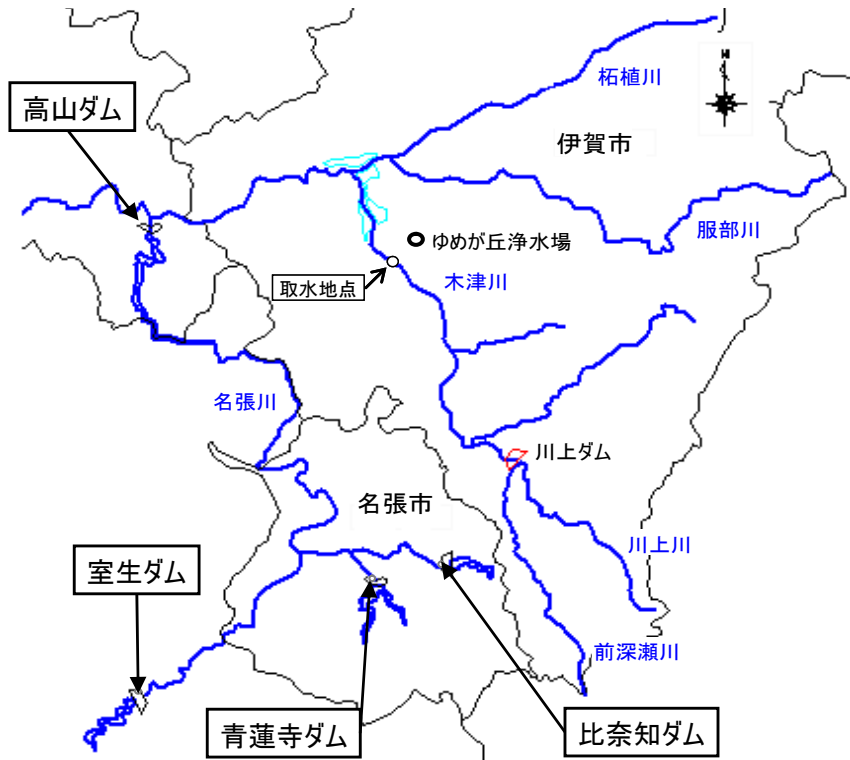 柘植川
高山ダム
伊賀市
服部川
ゆめが丘浄水場
取水地点
木津川
名張川
川上ダム
名張市
川上川
室生ダム
前深瀬川
青蓮寺ダム
比奈知ダム